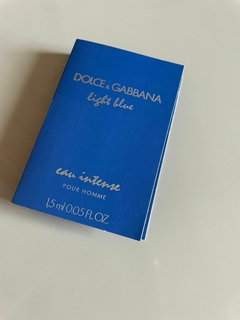 DOLCE & GABBANA
light blue
eau intense
POUR HOMME
1,5 ml 0.05 FL.OZ.